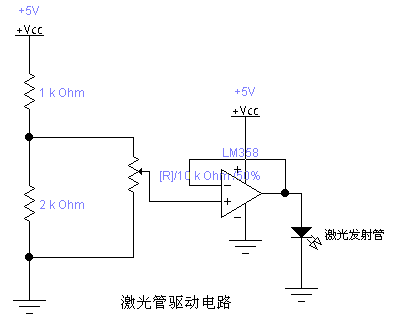 +5V
+Vcc
1 k Ohm
+5V
+Vcc
LM358
[R]/10 k Ohm /50%
2 k Ohm
激光发射管
激光管驱动电路